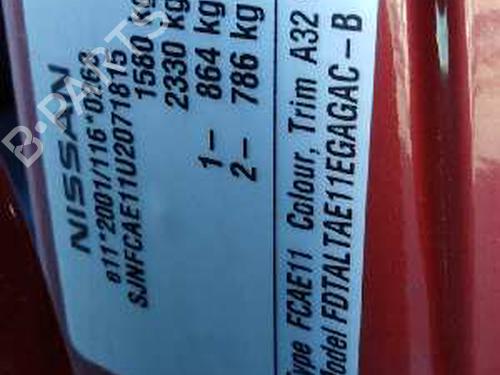 NISSAN
e11*2001/116*0
SJNFCAE11U2071815
1580 kg
2330 kg
1– 864 kg
2– 786 kg
Type FCAE11 Colour, Trim A32
Model FDTALTAE11EGAGAC–B
B-PARTS